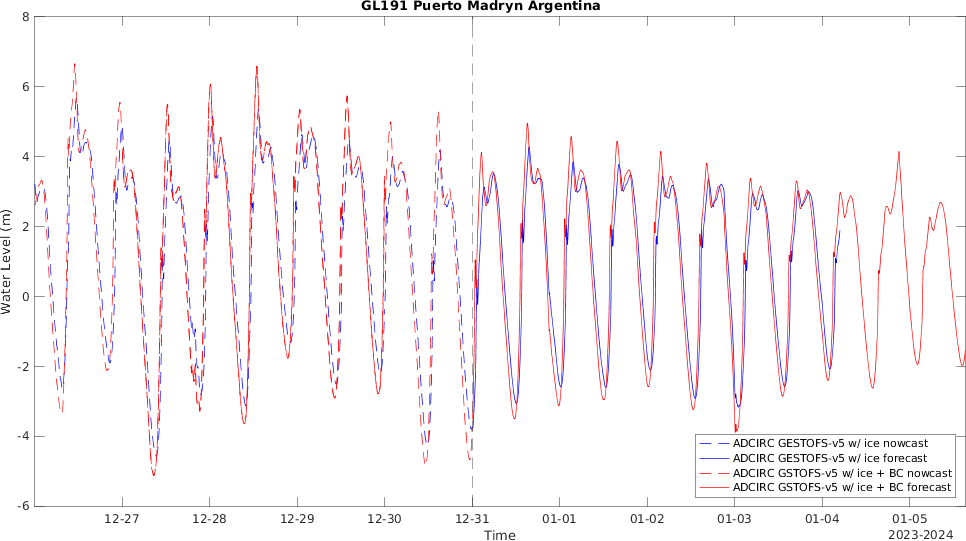 GL191 Puerto Madryn Argentina
Water Level (m)
8
6
4
2
0
-2
-4
-6
12-27
12-28
12-29
12-30
12-31
01-01
01-02
01-03
01-04
01-05
Time
2023-2024
ADCIRC GESTOFS-v5 w/ ice nowcast
ADCIRC GESTOFS-v5 w/ ice forecast
ADCIRC GSTOFS-v5 w/ ice + BC nowcast
ADCIRC GSTOFS-v5 w/ ice + BC forecast